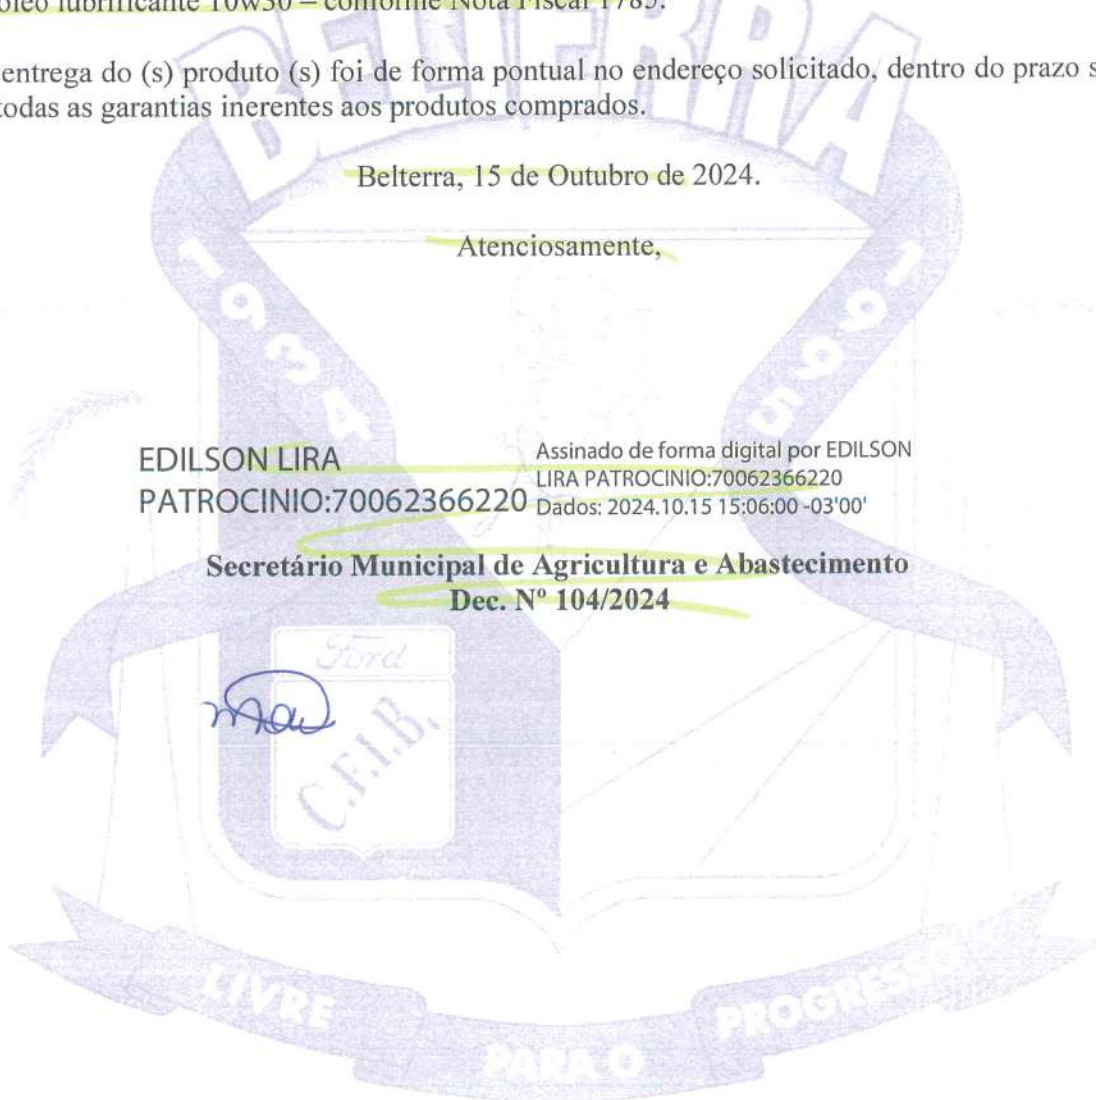 óleo lubrificante 10w30 – conforme Nota Fiscal 1785.
entrega do (s) produto (s) foi de forma pontual no endereço solicitado, dentro do prazo s
todas as garantias inerentes aos produtos comprados.
BELTERRA
Belterra, 15 de Outubro de 2024.
Atenciosamente,
1934
1995
EDILSON LIRA
PATROCINIO:70062366220
Assinado de forma digital por EDILSON
LIRA PATROCINIO:70062366220
Dados: 2024.10.15 15:06:00 -03'00'
Secretário Municipal de Agricultura e Abastecimento
Dec. Nº 104/2024
Ford
C.F.I.B.
LIVRE
PARA O
PROGRESSO